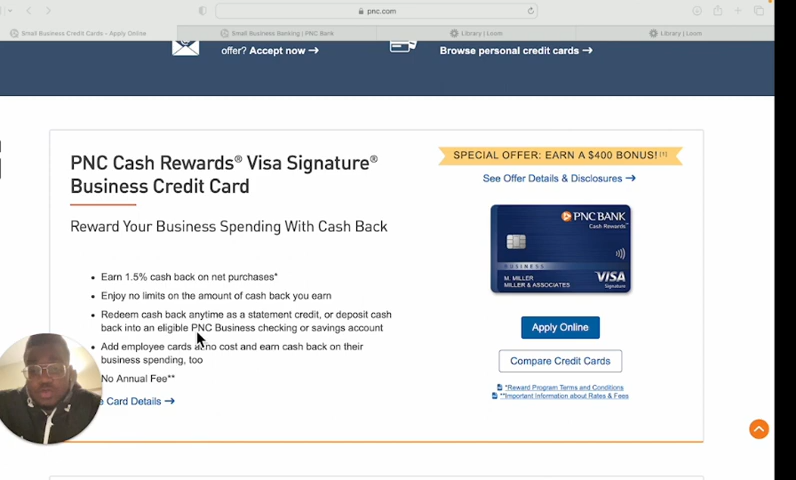 pnc.com
Small Business Credit Cards - Apply Online
Small Business Banking | PNC Bank
Library | Loom
Library | Loom
offer? Accept now →
Browse personal credit cards →
PNC Cash Rewards® Visa Signature®
Business Credit Card
Reward Your Business Spending With Cash Back
• Earn 1.5% cash back on net purchases*
• Enjoy no limits on the amount of cash back you earn
• Redeem cash back anytime as a statement credit, or deposit cash
back into an eligible PNC Business checking or savings account
• Add employee cards at no cost and earn cash back on their
business spending, too
No Annual Fee**
Card Details →
SPECIAL OFFER: EARN A $400 BONUS! [1]
See Offer Details & Disclosures →
PNC BANK
Cash Rewards
BUSINESS
M. MILLER
MILLER & ASSOCIATES
VISA
Signature
Apply Online
Compare Credit Cards
*Reward Program Terms and Conditions
**Important Information about Rates & Fees